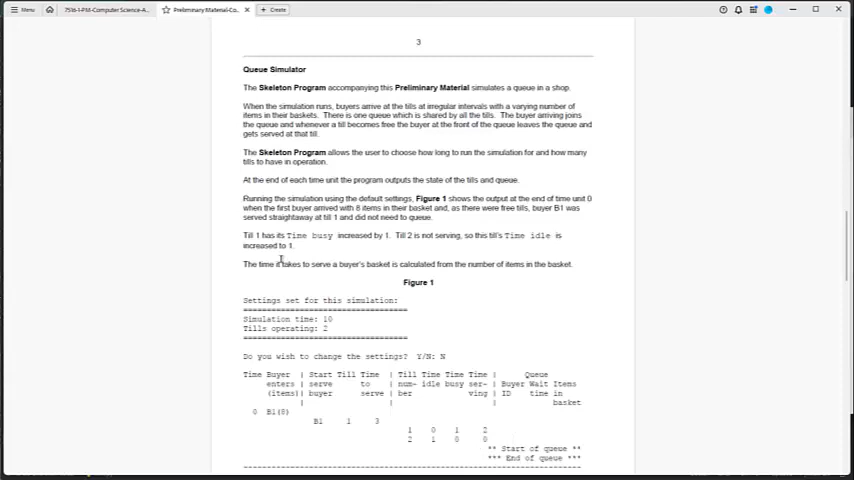 Menu 7516-1-PM-Computer Science-A... Preliminary Material-Co... Create
3
Queue Simulator
The Skeleton Program accompanying this Preliminary Material simulates a queue in a shop.
When the simulation runs, buyers arrive at the tills at irregular intervals with a varying number of
items in their baskets. There is one queue which is shared by all the tills. The buyer arriving joins
the queue and whenever a till becomes free the buyer at the front of the queue leaves the queue and
gets served at that till.
The Skeleton Program allows the user to choose how long to run the simulation for and how many
tills to have in operation.
At the end of each time unit the program outputs the state of the tills and queue.
Running the simulation using the default settings, Figure 1 shows the output at the end of time unit 0
when the first buyer arrived with 8 items in their basket and, as there were free tills, buyer B1 was
served straightaway at till 1 and did not need to queue.
Till 1 has its Time busy increased by 1. Till 2 is not serving, so this till's Time idle is
increased to 1.
The time it takes to serve a buyer's basket is calculated from the number of items in the basket.
Figure 1
Settings set for this simulation:
=================================
Simulation time: 10
Tills operating: 2
=================================
Do you wish to change the settings? Y/N: N
Time Buyer | Start Till Time | Till Time Time Time | Queue
enters | serve to | num- idle busy ser- | Buyer Wait Items
(items)| buyer serve | ber ving | ID time in
| | | basket
0 B1(8)
B1 1 3
1 0 1 2
2 1 0 0
** Start of queue **
*** End of queue ***
------------------------------------------------------------------------